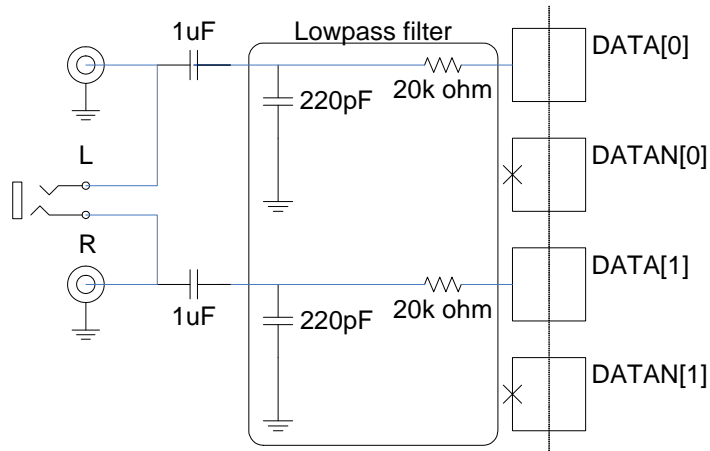 1uF
Lowpass filter
DATA[0]
220pF
20k ohm
L
DATAN[0]
R
DATA[1]
1uF
220pF
20k ohm
DATAN[1]